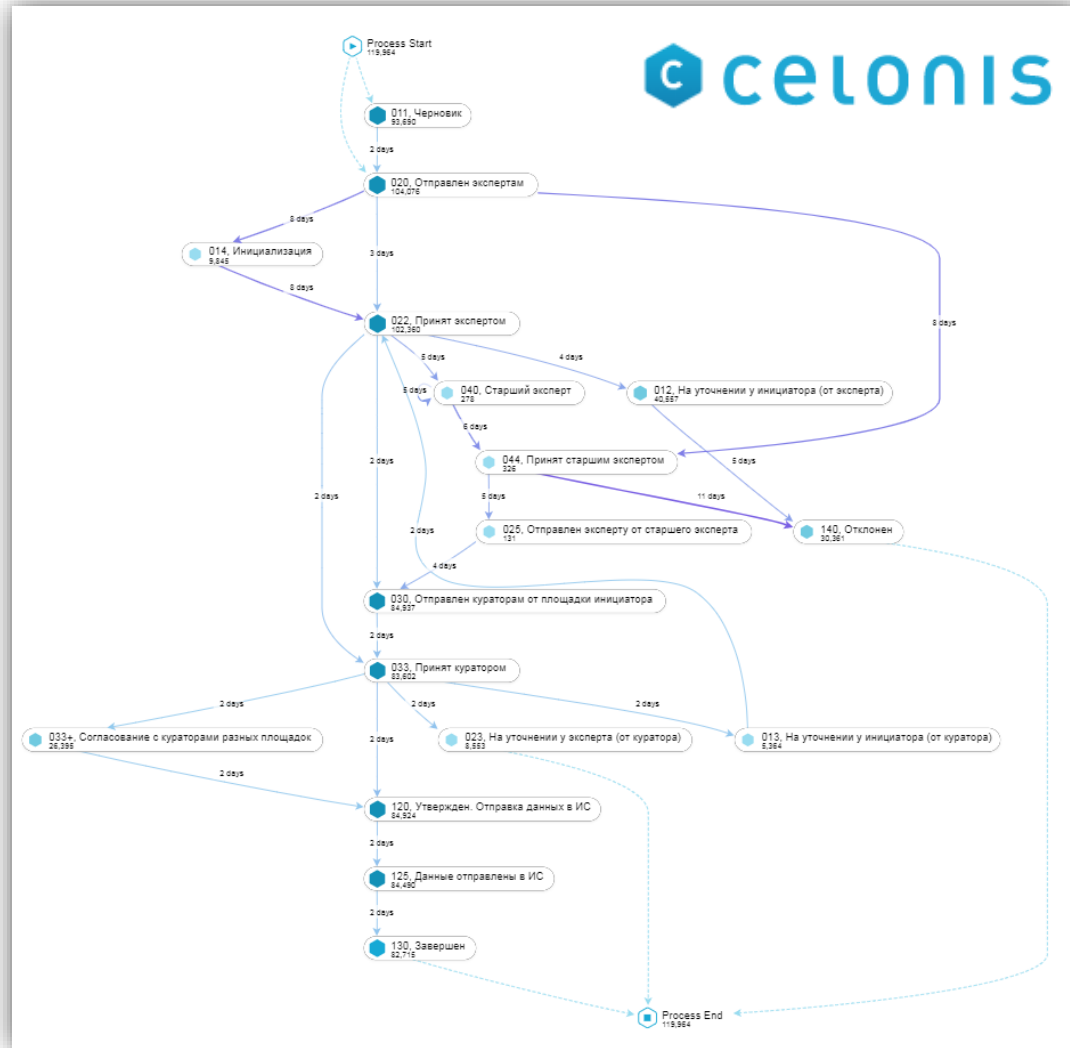 Process Start
119,964
celonis
011, Черновик
93,690
2 days
020, Отправлен экспертам
104,076
8 days
014, Инициализация
9,845
3 days
8 days
8 days
022, Принят экспертом
102,360
5 days
4 days
5 days
040, Старший эксперт
278
012, На уточнении у инициатора (от эксперта)
40,557
6 days
2 days
044, Принят старшим экспертом
326
5 days
2 days
5 days
11 days
2 days
025, Отправлен эксперту от старшего эксперта
131
140, Отклонен
30,361
4 days
030, Отправлен кураторам от площадки инициатора
84,937
2 days
033, Принят куратором
83,602
2 days
2 days
2 days
2 days
033+, Согласование с кураторами разных площадок
26,395
023, На уточнении у эксперта (от куратора)
8,553
013, На уточнении у инициатора (от куратора)
5,364
2 days
120, Утвержден. Отправка данных в ИС
84,924
2 days
125, Данные отправлены в ИС
84,490
2 days
130, Завершен
82,715
Process End
119,964